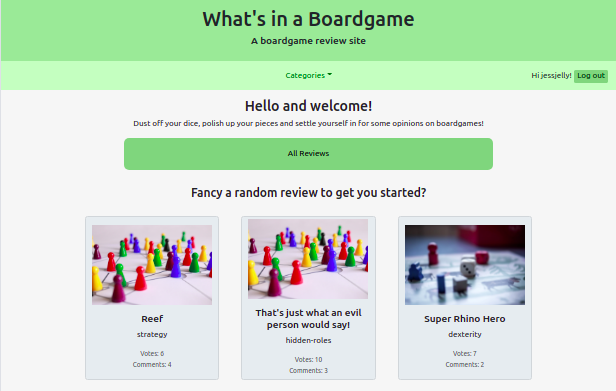 What's in a Boardgame
A boardgame review site
Categories
Hi jessjelly! Log out
Hello and welcome!
Dust off your dice, polish up your pieces and settle yourself in for some opinions on boardgames!
All Reviews
Fancy a random review to get you started?
Reef
strategy
Votes: 6
Comments: 4
That's just what an evil
person would say!
hidden-roles
Votes: 10
Comments: 3
Super Rhino Hero
dexterity
Votes: 7
Comments: 2